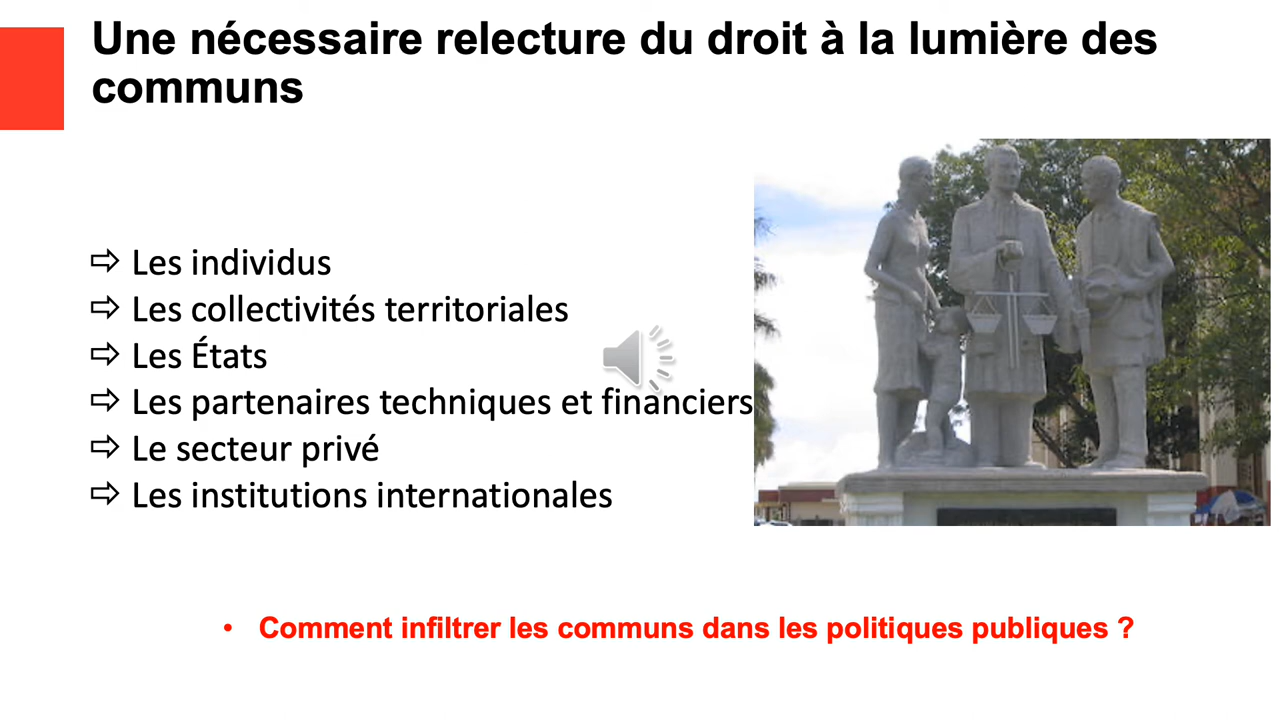 Une nécessaire relecture du droit à la lumière des
communs
⇨ Les individus
⇨ Les collectivités territoriales
⇨ Les États
⇨ Les partenaires techniques et financiers
⇨ Le secteur privé
⇨ Les institutions internationales
• Comment infiltrer les communs dans les politiques publiques ?